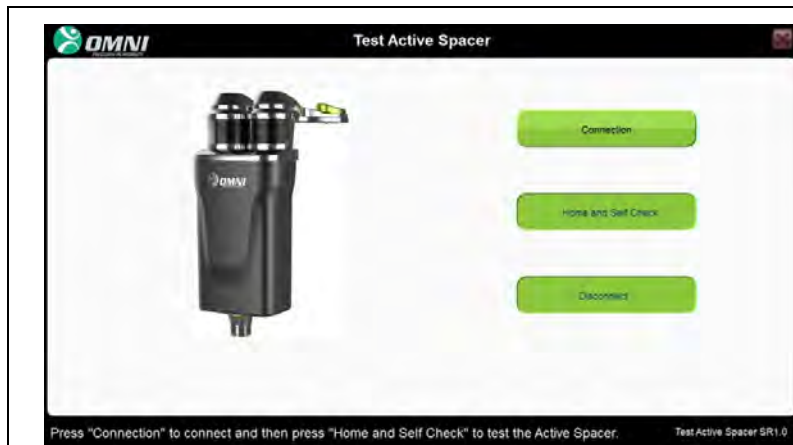 OMNI
Test Active Spacer
OMNI
Connection
Home and Self Check
Disconnect
Press "Connection" to connect and then press "Home and Self Check" to test the Active Spacer.
Test Active Spacer SR1.0